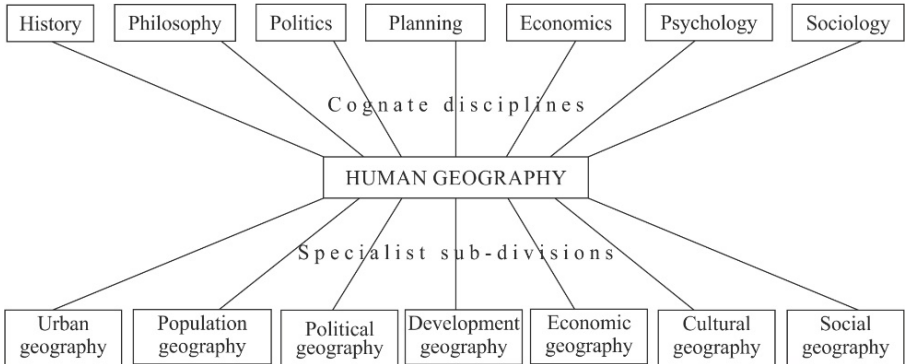 History
Philosophy
Politics
Planning
Economics
Psychology
Sociology
Cognate disciplines
HUMAN GEOGRAPHY
Specialist sub-divisions
Urban
geography
Population
geography
Political
geography
Development
geography
Economic
geography
Cultural
geography
Social
geography